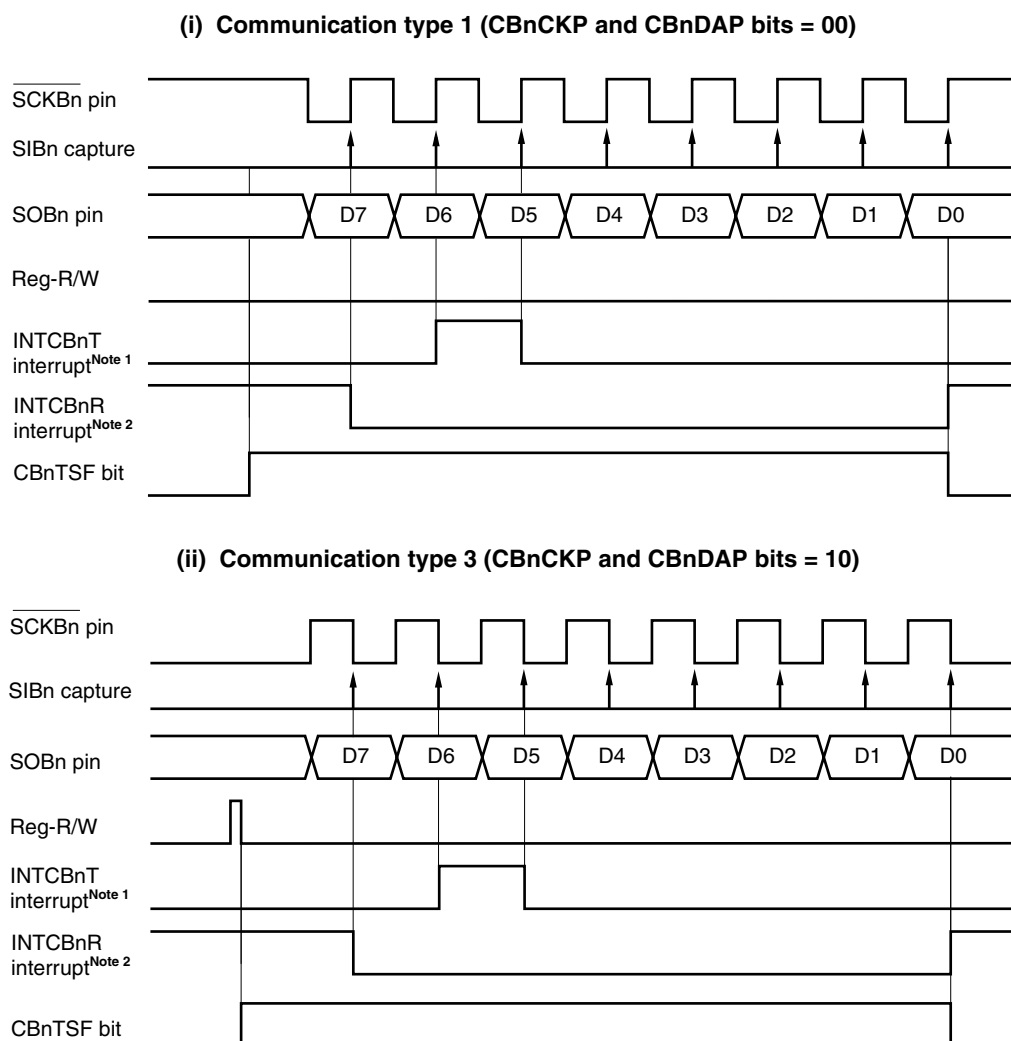 (i) Communication type 1 (CBnCKP and CBnDAP bits = 00)
SCKBn pin
SIBn capture
SOBn pin
D7 D6 D5 D4 D3 D2 D1 D0
Reg-R/W
INTCBnT
interruptNote 1
INTCBnR
interruptNote 2
CBnTSF bit
(ii) Communication type 3 (CBnCKP and CBnDAP bits = 10)
SCKBn pin
SIBn capture
SOBn pin
D7 D6 D5 D4 D3 D2 D1 D0
Reg-R/W
INTCBnT
interruptNote 1
INTCBnR
interruptNote 2
CBnTSF bit